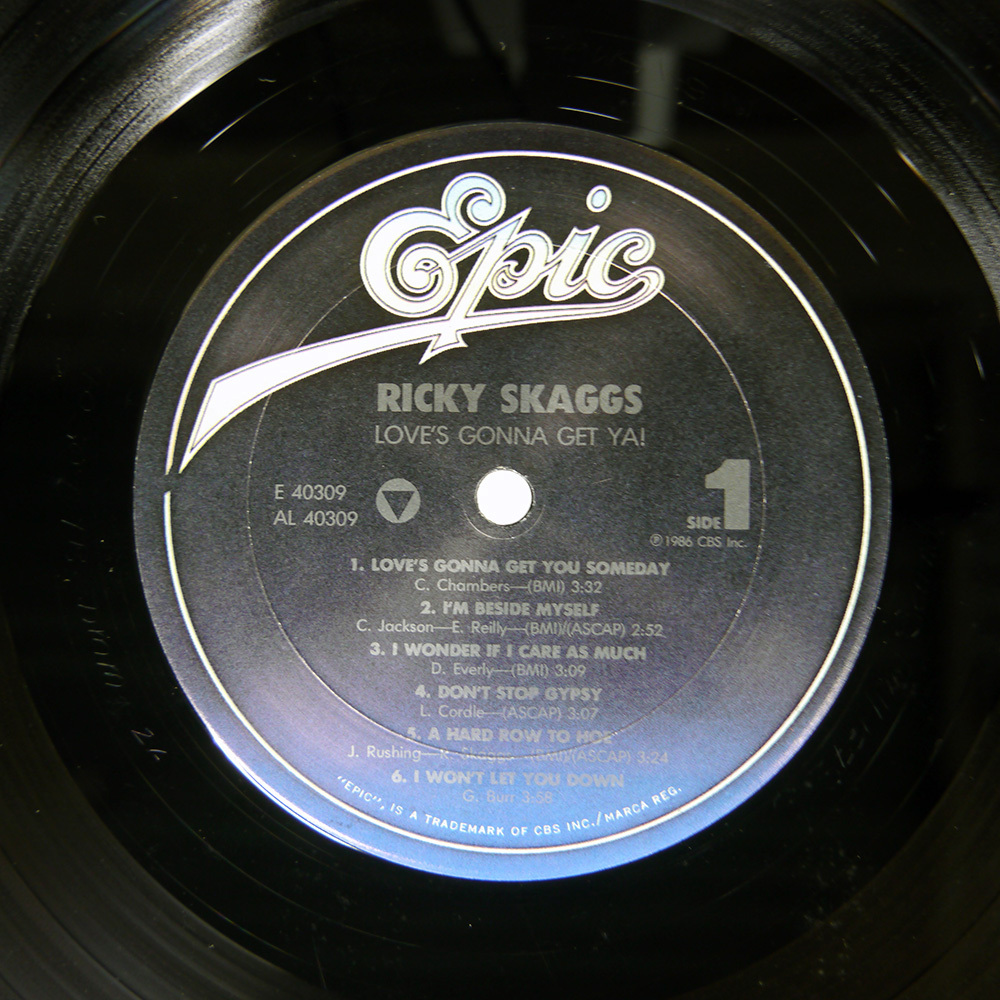 Epic
RICKY SKAGGS
LOVE'S GONNA GET YA!
E 40309
AL 40309
SIDE 1
℗1986 CBS Inc.
1. LOVE'S GONNA GET YOU SOMEDAY
C. Chambers—(BMI) 3:32
2. I'M BESIDE MYSELF
C. Jackson—E. Reilly—(BMI)/(ASCAP) 2:52
3. I WONDER IF I CARE AS MUCH
D. Everly—(BMI) 3:09
4. DON'T STOP GYPSY
L. Cordle—(ASCAP) 3:07
5. A HARD ROW TO HOE
J. Rushing—R. Skaggs—(BMI)/(ASCAP) 3:24
6. I WON'T LET YOU DOWN
G. Burr 3:58
"EPIC", IS A TRADEMARK OF CBS INC./MARCA REG.